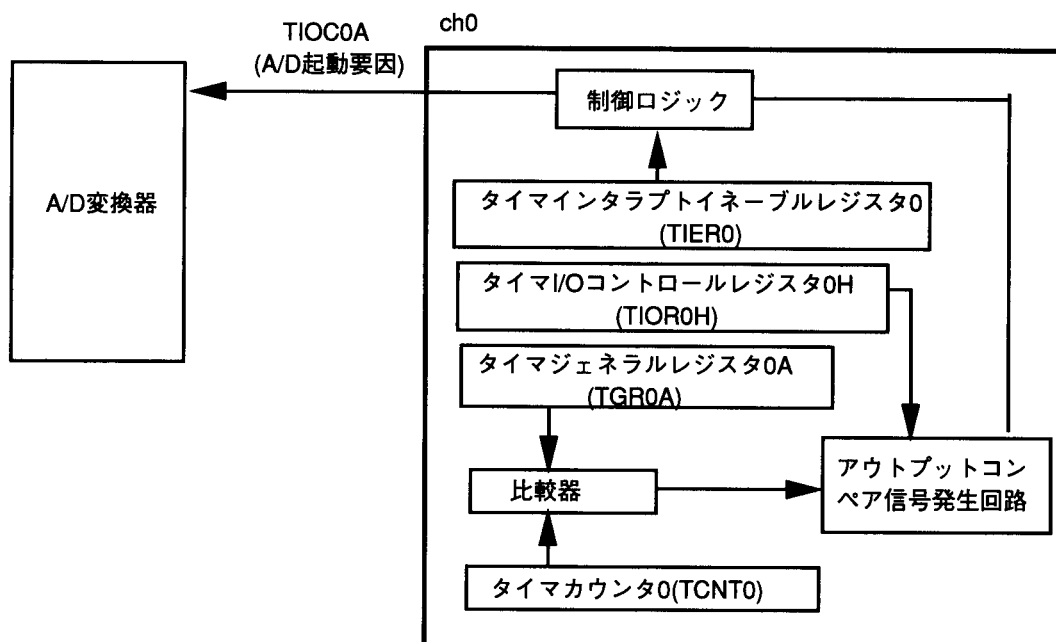 ch0
TIOC0A
(A/D起動要因)
制御ロジック
A/D変換器
タイマインタラプトイネーブルレジスタ0
(TIER0)
タイマI/Oコントロールレジスタ0H
(TIOR0H)
タイマジェネラルレジスタ0A
(TGR0A)
比較器
アウトプットコン
ペア信号発生回路
タイマカウンタ0(TCNT0)